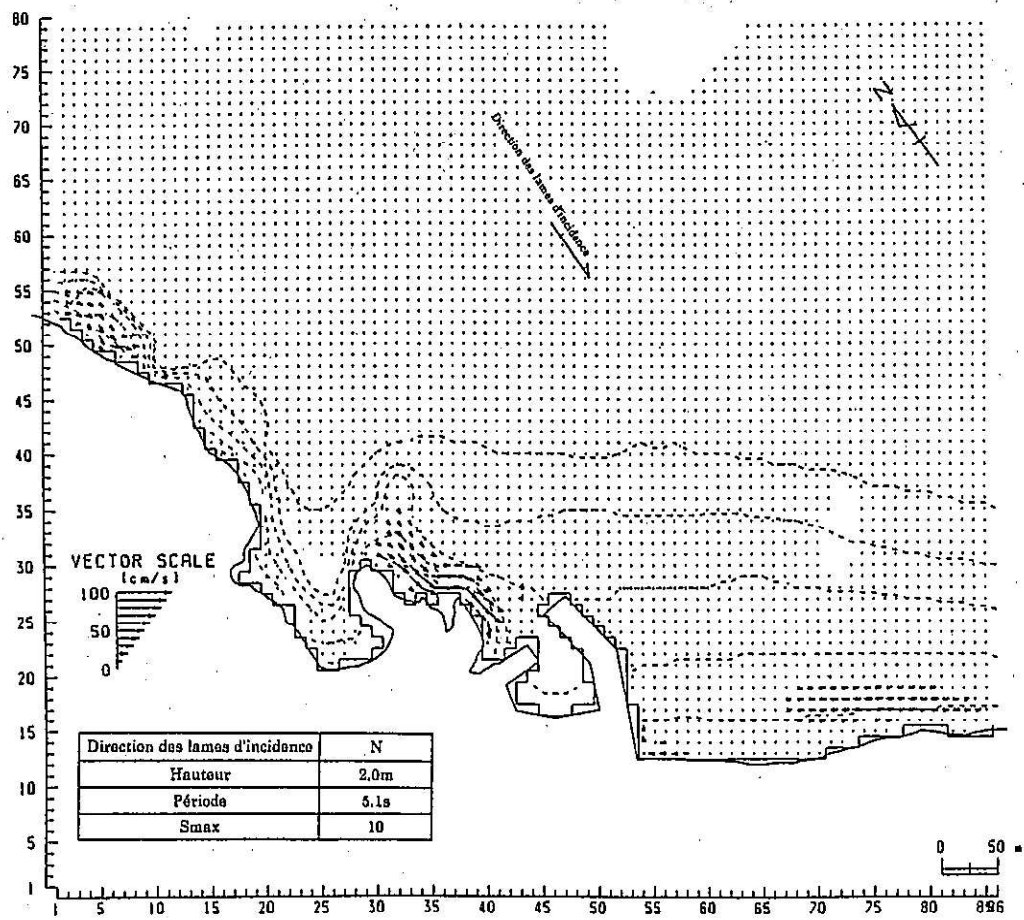 80
75
70
65
60
55
50
45
40
35
30
25
20
15
10
5
1
Direction des lames d'incidence
N
VECTOR SCALE
(cm/s)
100
50
0
Direction des lames d'incidence N
Hauteur 2.0m
Période 5.1s
Smax 10
0 50 m
1 5 10 15 20 25 30 35 40 45 50 55 60 65 70 75 80 8586